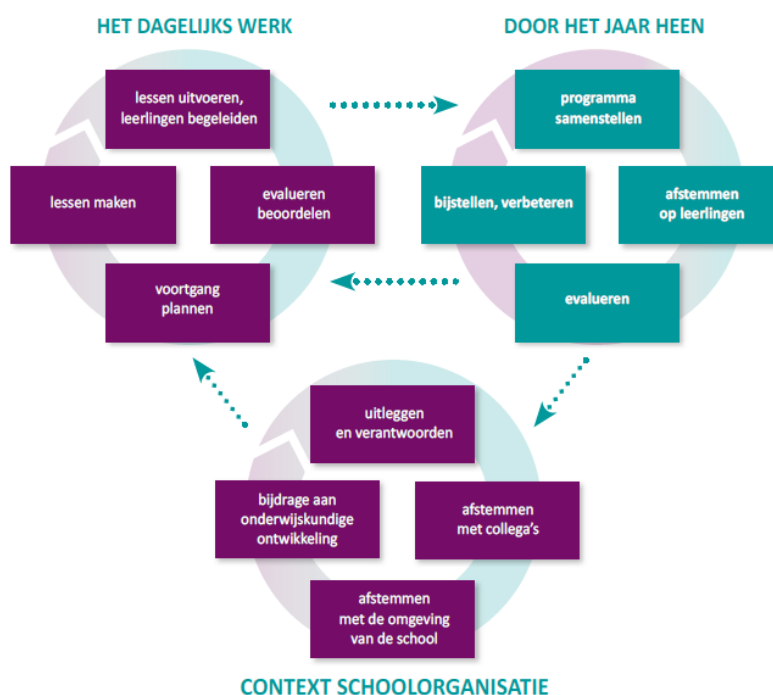 HET DAGELIJKS WERK
lessen uitvoeren,
leerlingen begeleiden
lessen maken
evalueren
beoordelen
voortgang
plannen
DOOR HET JAAR HEEN
programma
samenstellen
bijstellen, verbeteren
afstemmen
op leerlingen
evalueren
uitleggen
en verantwoorden
bijdrage aan
onderwijskundige
ontwikkeling
afstemmen
met collega's
afstemmen
met de omgeving
van de school
CONTEXT SCHOOLORGANISATIE